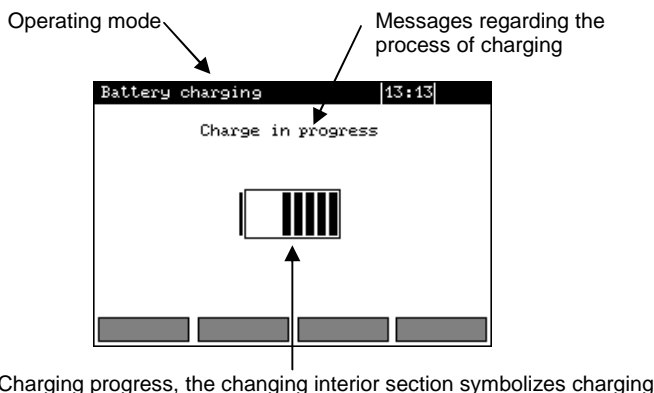 Operating mode
Messages regarding the
process of charging
Battery charging 13:13
Charge in progress
Charging progress, the changing interior section symbolizes charging